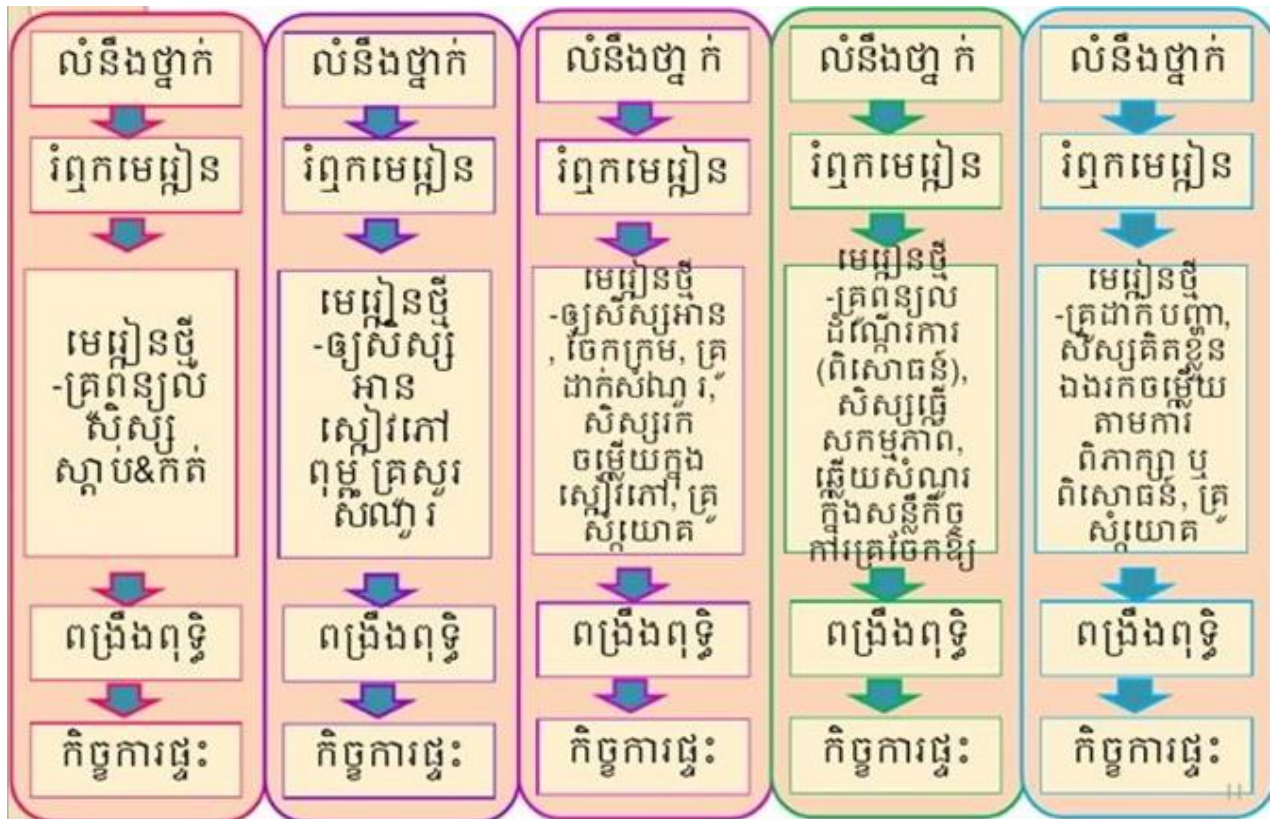 លំនឹងថ្នាក់
រំឮកមេរៀន
មេរៀនថ្មី
-គ្រូពន្យល់
សិស្ស
ស្ដាប់&កត់
ពង្រឹងពុទ្ធិ
កិច្ចការផ្ទះ
លំនឹងថ្នាក់
រំឮកមេរៀន
មេរៀនថ្មី
-ឲ្យសិស្ស
អាន
សៀវភៅ
ពុម្ព គ្រូសួរ
សំណួរ
ពង្រឹងពុទ្ធិ
កិច្ចការផ្ទះ
លំនឹងថ្នាក់
រំឮកមេរៀន
មេរៀនថ្មី
-ឲ្យសិស្សអាន
, ចែកក្រុម, គ្រូ
ដាក់សំណួរ,
សិស្សរក
ចម្លើយក្នុង
សៀវភៅ, គ្រូ
សំយោគ
ពង្រឹងពុទ្ធិ
កិច្ចការផ្ទះ
លំនឹងថ្នាក់
រំឮកមេរៀន
មេរៀនថ្មី
-គ្រូពន្យល់
ដំណើរការ
(ពិសោធន៍),
សិស្សធ្វើ
សកម្មភាព,
ឆ្លើយសំណួរ
ក្នុងសន្លឹកកិច្ច
ការគ្រូចែកឱ្យ
ពង្រឹងពុទ្ធិ
កិច្ចការផ្ទះ
លំនឹងថ្នាក់
រំឮកមេរៀន
មេរៀនថ្មី
-គ្រូដាក់បញ្ហា,
សិស្សគិតខ្លួន
ឯងរកចម្លើយ
តាមការ
ពិភាក្សា ឬ
ពិសោធន៍, គ្រូ
សំយោគ
ពង្រឹងពុទ្ធិ
កិច្ចការផ្ទះ
11